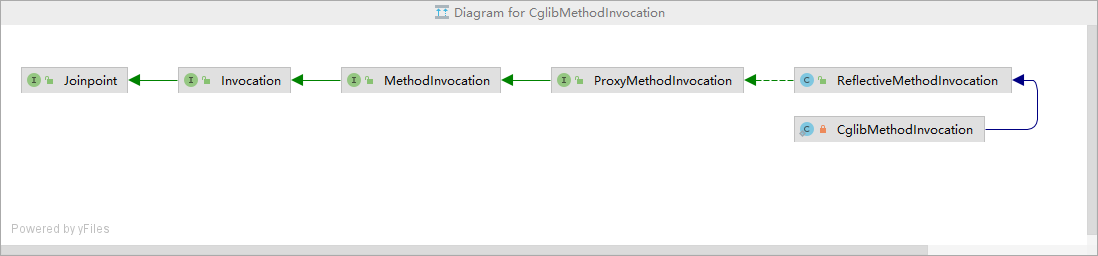 Diagram for CglibMethodInvocation
I Joinpoint I Invocation I MethodInvocation I ProxyMethodInvocation C ReflectiveMethodInvocation
C CglibMethodInvocation
Powered by yFiles